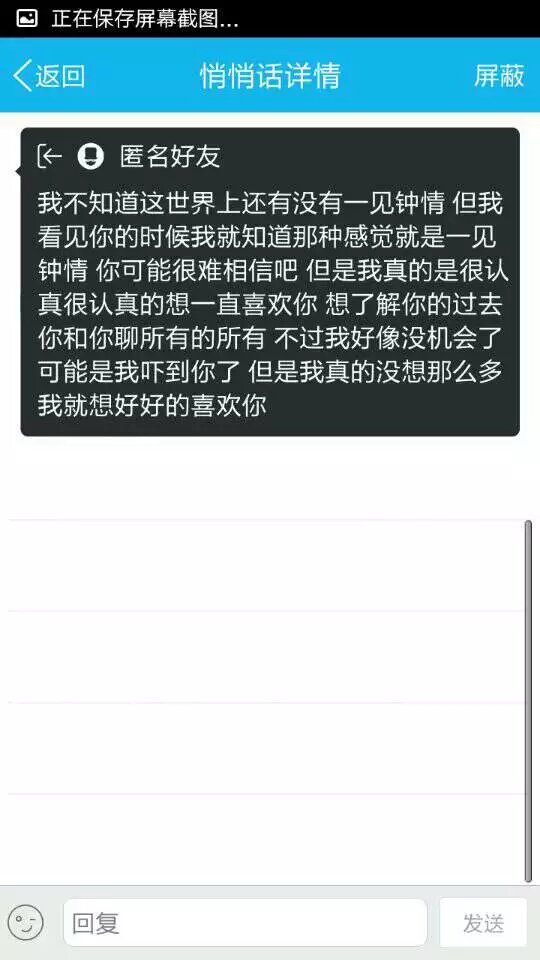 正在保存屏幕截图...
返回 悄悄话详情 屏蔽
匿名好友
我不知道这世界上还有没有一见钟情 但我
看见你的时候我就知道那种感觉就是一见
钟情 你可能很难相信吧 但是我真的是很认
真很认真的想一直喜欢你 想了解你的过去
你和你聊所有的所有 不过我好像没机会了
可能是我吓到你了 但是我真的没想那么多
我就想好好的喜欢你
回复 发送